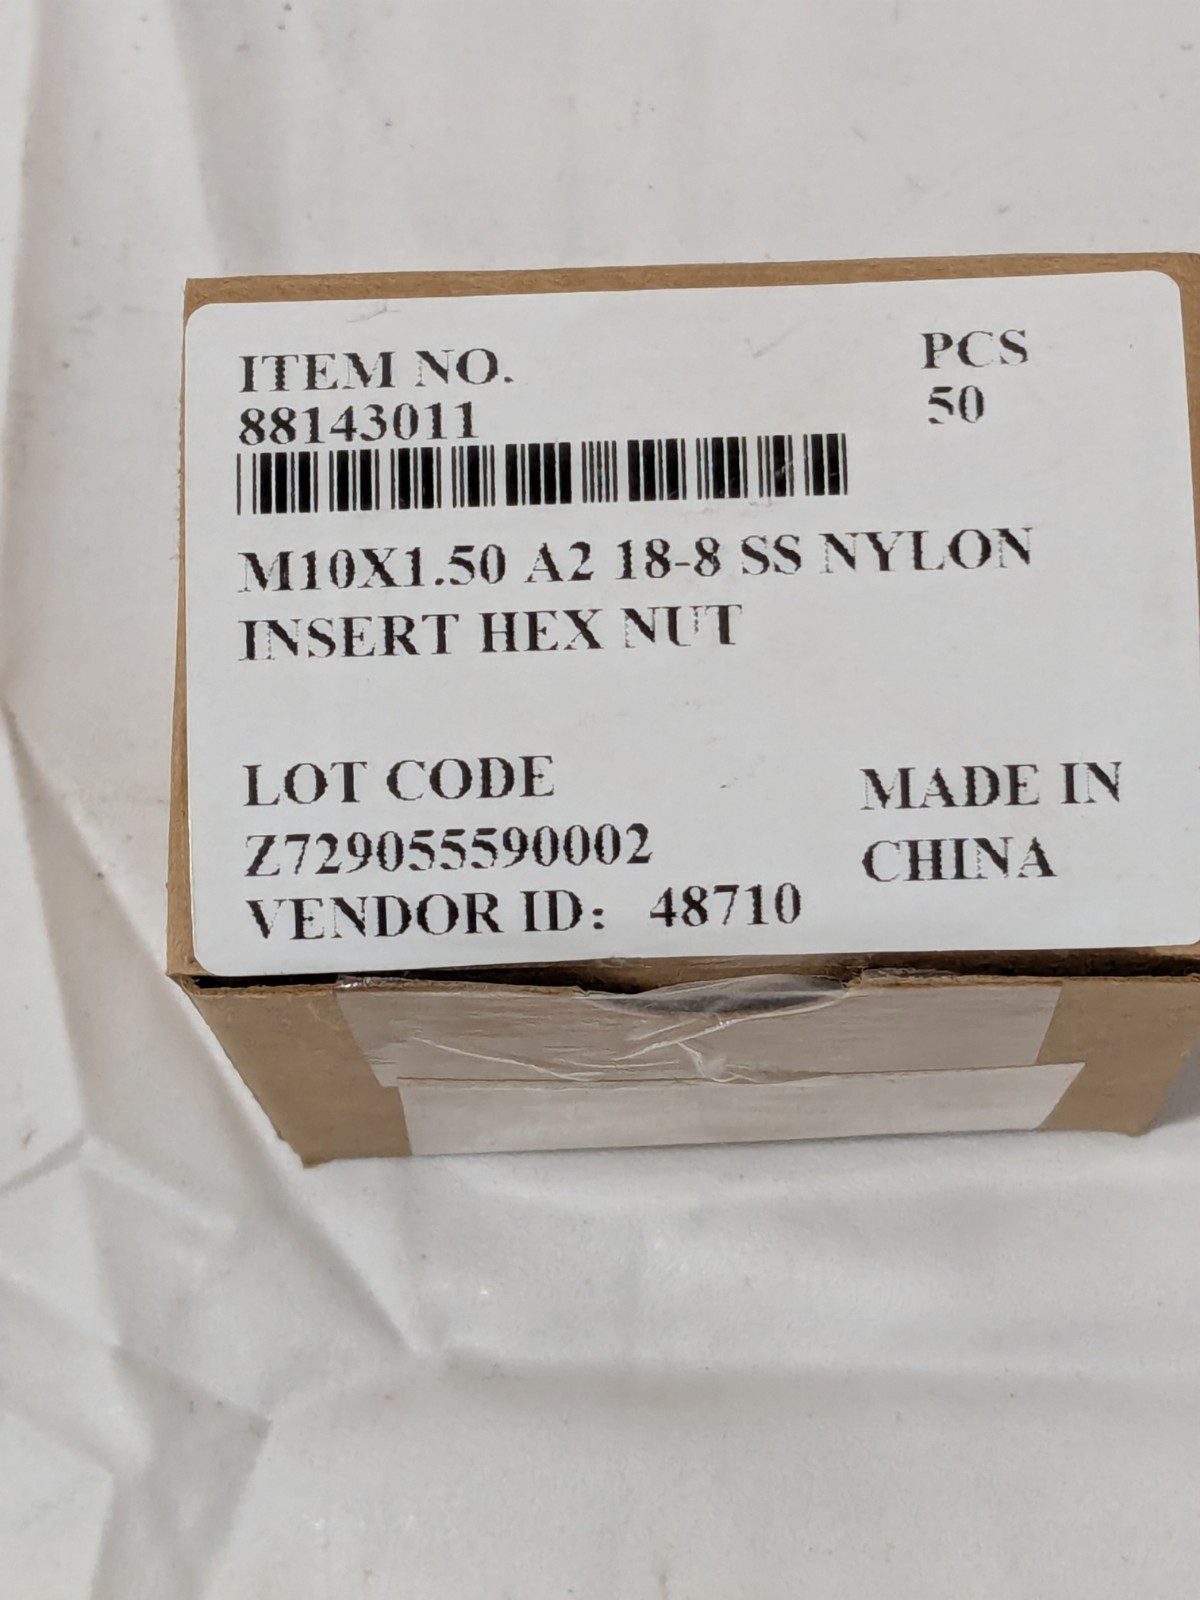 ITEM NO.
PCS
88143011
50
M10X1.50 A2 18-8 SS NYLON
INSERT HEX NUT
LOT CODE
MADE IN
Z729055590002
CHINA
VENDOR ID: 48710